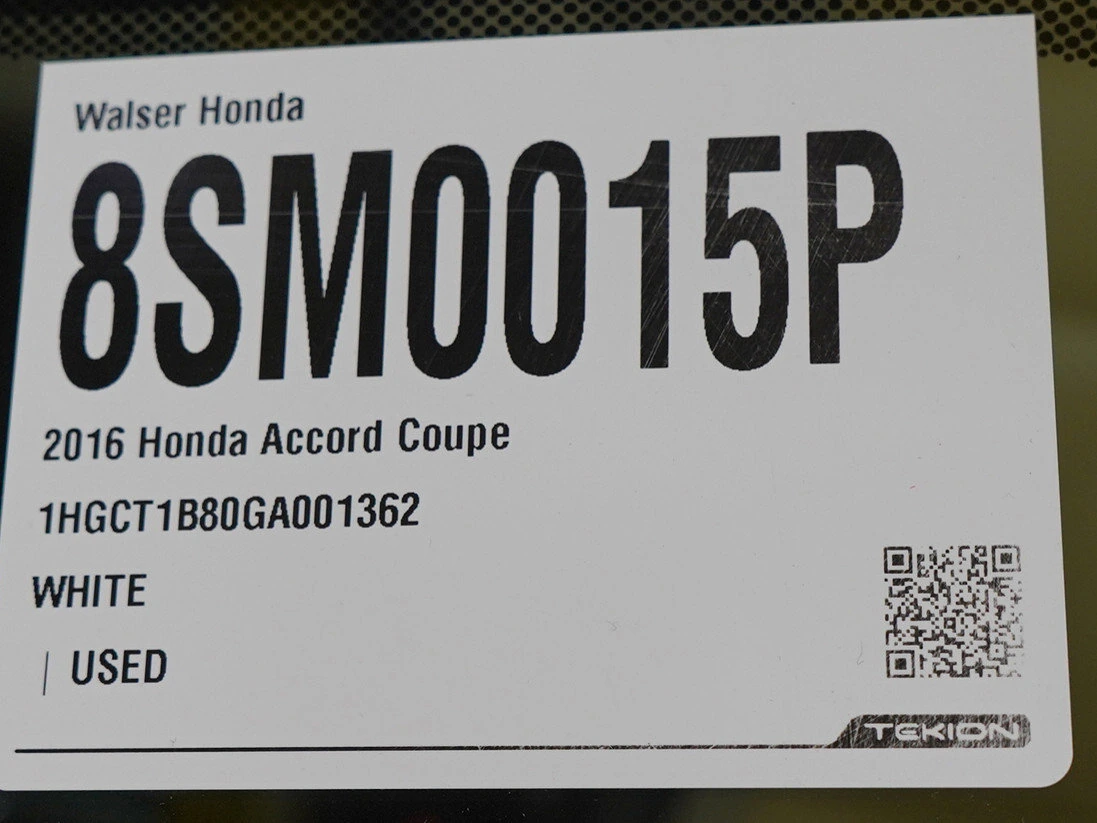 Walser Honda
8SM0015P
2016 Honda Accord Coupe
1HGCT1B80GA001362
WHITE
| USED
TEKION